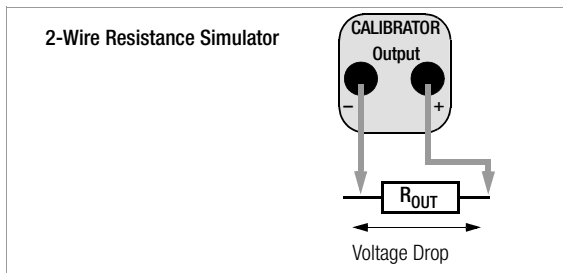 2-Wire Resistance Simulator
CALIBRATOR
Output
– +
ROUT
Voltage Drop